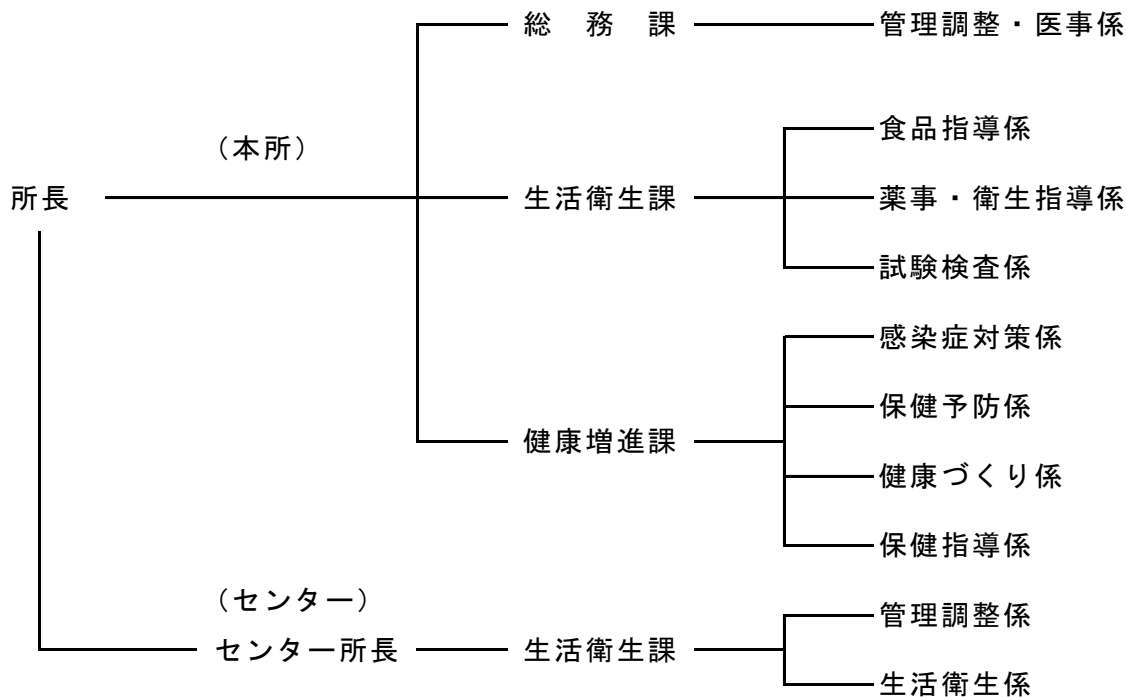 総　務　課　管理調整・医事係
食品指導係
（本所）
所長　生活衛生課　薬事・衛生指導係
試験検査係
感染症対策係
保健予防係
健康増進課
健康づくり係
保健指導係
（センター）
管理調整係
センター所長　生活衛生課
生活衛生係